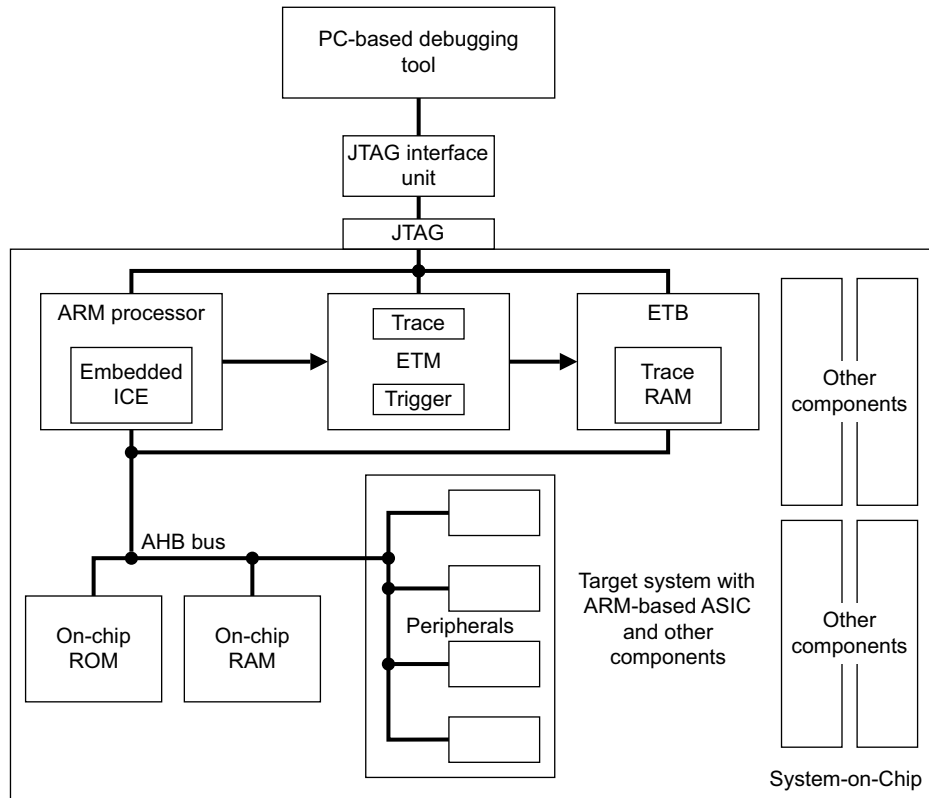 PC-based debugging
tool
JTAG interface
unit
JTAG
ARM processor
Embedded
ICE
Trace
ETM
Trigger
ETB
Trace
RAM
Other
components
AHB bus
On-chip
ROM
On-chip
RAM
Peripherals
Target system with
ARM-based ASIC
and other
components
Other
components
System-on-Chip